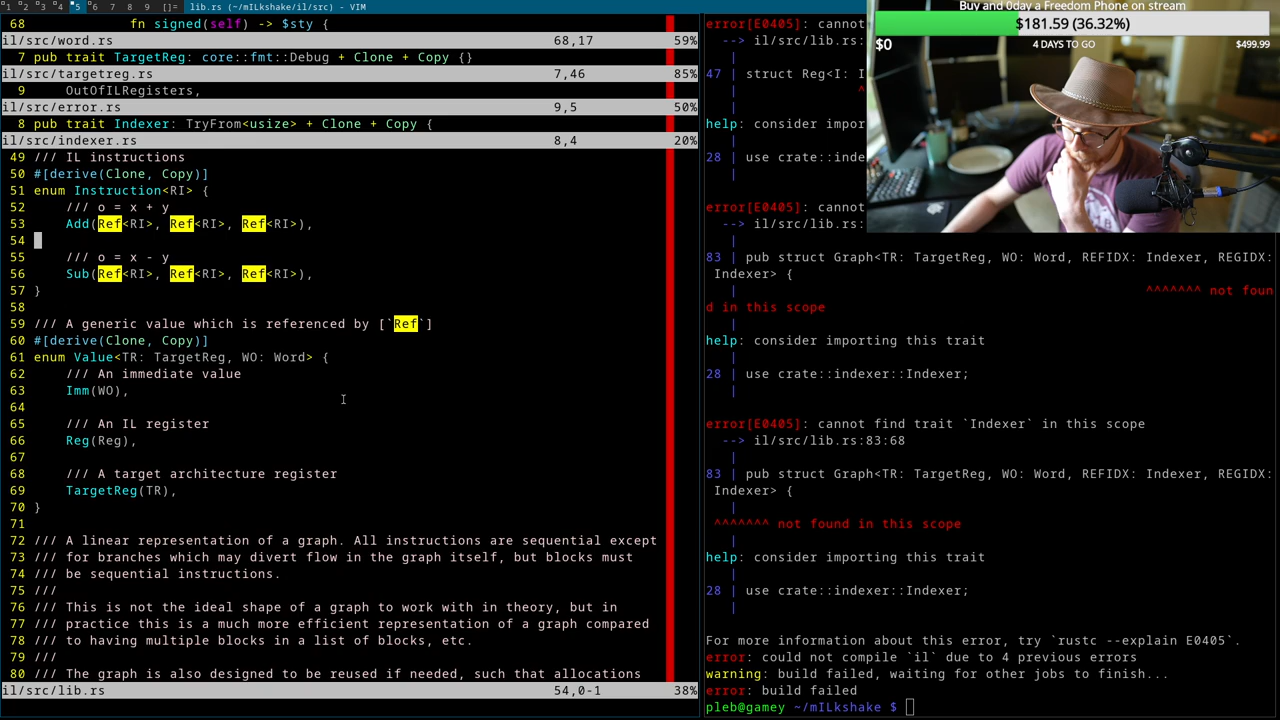 1 2 3 4 5 6 7 8 9 []= lib.rs (~/mILkshake/il/src) - VIM
68             fn signed(self) -> $sty {
il/src/word.rs 68,17 59%
7 pub trait TargetReg: core::fmt::Debug + Clone + Copy {}
il/src/targetreg.rs 7,46 85%
9     OutOfILRegisters,
il/src/error.rs 9,5 50%
8 pub trait Indexer: TryFrom<usize> + Clone + Copy {
il/src/indexer.rs 8,4 20%
49 /// IL instructions
50 #[derive(Clone, Copy)]
51 enum Instruction<RI> {
52     /// o = x + y
53     Add(Ref<RI>, Ref<RI>, Ref<RI>),
54
55     /// o = x - y
56     Sub(Ref<RI>, Ref<RI>, Ref<RI>),
57 }
58
59 /// A generic value which is referenced by [`Ref`]
60 #[derive(Clone, Copy)]
61 enum Value<TR: TargetReg, WO: Word> {
62     /// An immediate value
63     Imm(WO),
64
65     /// An IL register
66     Reg(Reg),
67
68     /// A target architecture register
69     TargetReg(TR),
70 }
71
72 /// A linear representation of a graph. All instructions are sequential except
73 /// for branches which may divert flow in the graph itself, but blocks must
74 /// be sequential instructions.
75 ///
76 /// This is not the ideal shape of a graph to work with in theory, but in
77 /// practice this is a much more efficient representation of a graph compared
78 /// to having multiple blocks in a list of blocks, etc.
79 ///
80 /// The graph is also designed to be reused if needed, such that allocations
il/src/lib.rs 54,0-1 38%
error[E0405]: cannot
--> il/src/lib.rs:
|
47 | struct Reg<I: I
| ^
|
help: consider impor
|
28 | use crate::inde
|
error[E0405]: cannot
--> il/src/lib.rs:
|
83 | pub struct Graph<TR: TargetReg, WO: Word, REFIDX: Indexer, REGIDX:
Indexer> {
| ^^^^^^^ not foun
d in this scope
|
help: consider importing this trait
|
28 | use crate::indexer::Indexer;
|
error[E0405]: cannot find trait `Indexer` in this scope
--> il/src/lib.rs:83:68
|
83 | pub struct Graph<TR: TargetReg, WO: Word, REFIDX: Indexer, REGIDX:
Indexer> {
|
^^^^^^^ not found in this scope
|
help: consider importing this trait
|
28 | use crate::indexer::Indexer;
|
For more information about this error, try `rustc --explain E0405`.
error: could not compile `il` due to 4 previous errors
warning: build failed, waiting for other jobs to finish...
error: build failed
pleb@gamey ~/mILkshake $
Buy and 0day a Freedom Phone on stream
$181.59 (36.32%)
$0 4 DAYS TO GO $499.99